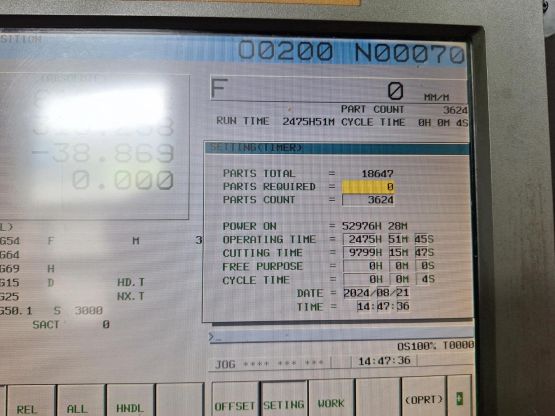 O0200 N00070
F 0 MM/M
PART COUNT 3624
RUN TIME 2475H51M CYCLE TIME 0H 0M 4S
SETTING(TIMER)
-38.869
0.000
PARTS TOTAL = 18647
PARTS REQUIRED = 0
PARTS COUNT = 3624
POWER ON = 52976H 28M
OPERATING TIME = 2475H 51M 45S
CUTTING TIME = 9799H 15M 47S
FREE PURPOSE = 0H 0M 0S
CYCLE TIME = 0H 0M 4S
DATE = 2024/08/21
TIME = 14:47:36
G54 F M 3
G64
G69 H
G15 D HD.T
G25 NX.T
G50.1 S 3000
SACT 0
>_
OS100% T0000
JOG **** *** *** 14:47:36
REL ALL HNDL OFFSET SETING WORK (OPRT)